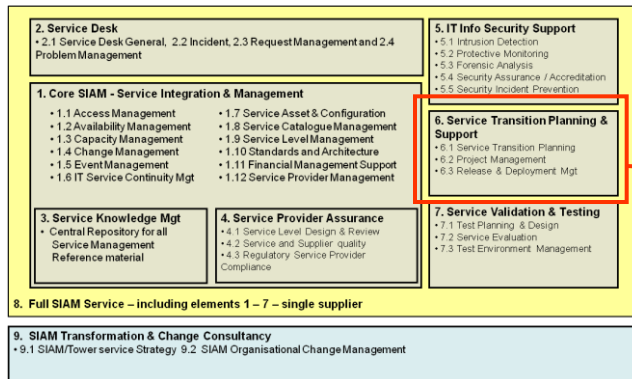 2. Service Desk
• 2.1 Service Desk General, 2.2 Incident, 2.3 Request Management and 2.4
Problem Management
1. Core SIAM - Service Integration & Management
• 1.1 Access Management
• 1.2 Availability Management
• 1.3 Capacity Management
• 1.4 Change Management
• 1.5 Event Management
• 1.6 IT Service Continuity Mgt
• 1.7 Service Asset & Configuration
• 1.8 Service Catalogue Management
• 1.9 Service Level Management
• 1.10 Standards and Architecture
• 1.11 Financial Management Support
• 1.12 Service Provider Management
3. Service Knowledge Mgt
• Central Repository for all
Service Management
Reference material
4. Service Provider Assurance
• 4.1 Service Level Design & Review
• 4.2 Service and Supplier quality
• 4.3 Regulatory Service Provider
Compliance
5. IT Info Security Support
• 5.1 Intrusion Detection
• 5.2 Protective Monitoring
• 5.3 Forensic Analysis
• 5.4 Security Assurance / Accreditation
• 5.5 Security Incident Prevention
6. Service Transition Planning &
Support
• 6.1 Service Transition Planning
• 6.2 Project Management
• 6.3 Release & Deployment Mgt
7. Service Validation & Testing
• 7.1 Test Planning & Design
• 7.2 Service Evaluation
• 7.3 Test Environment Management
8. Full SIAM Service – including elements 1 – 7 – single supplier
9. SIAM Transformation & Change Consultancy
• 9.1 SIAM/Tower service Strategy 9.2 SIAM Organisational Change Management